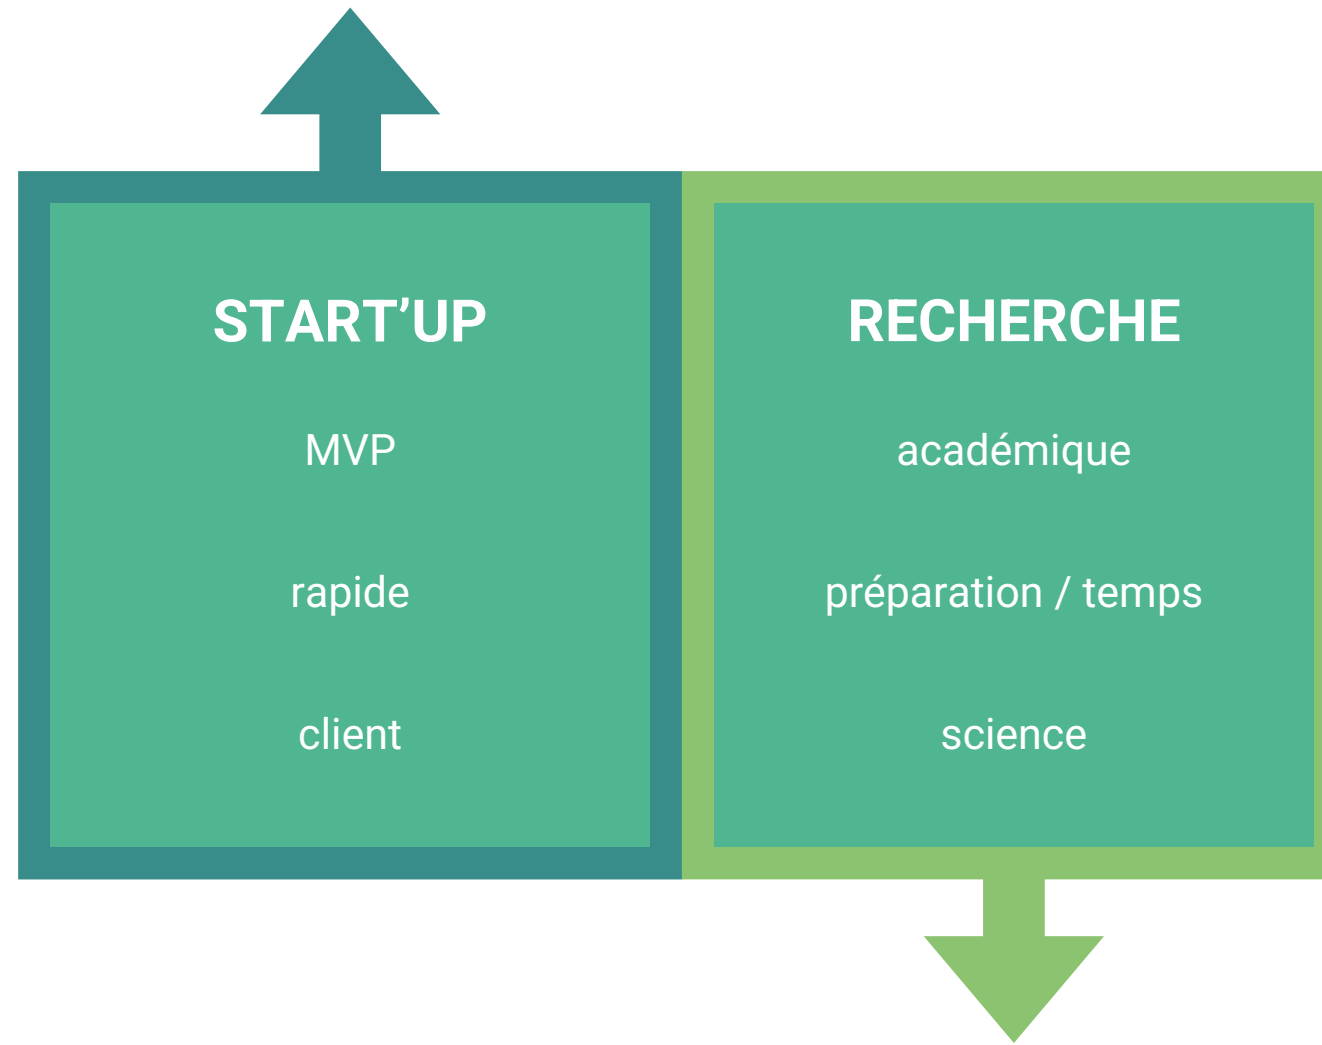 START’UP
MVP
rapide
client
RECHERCHE
académique
préparation / temps
science